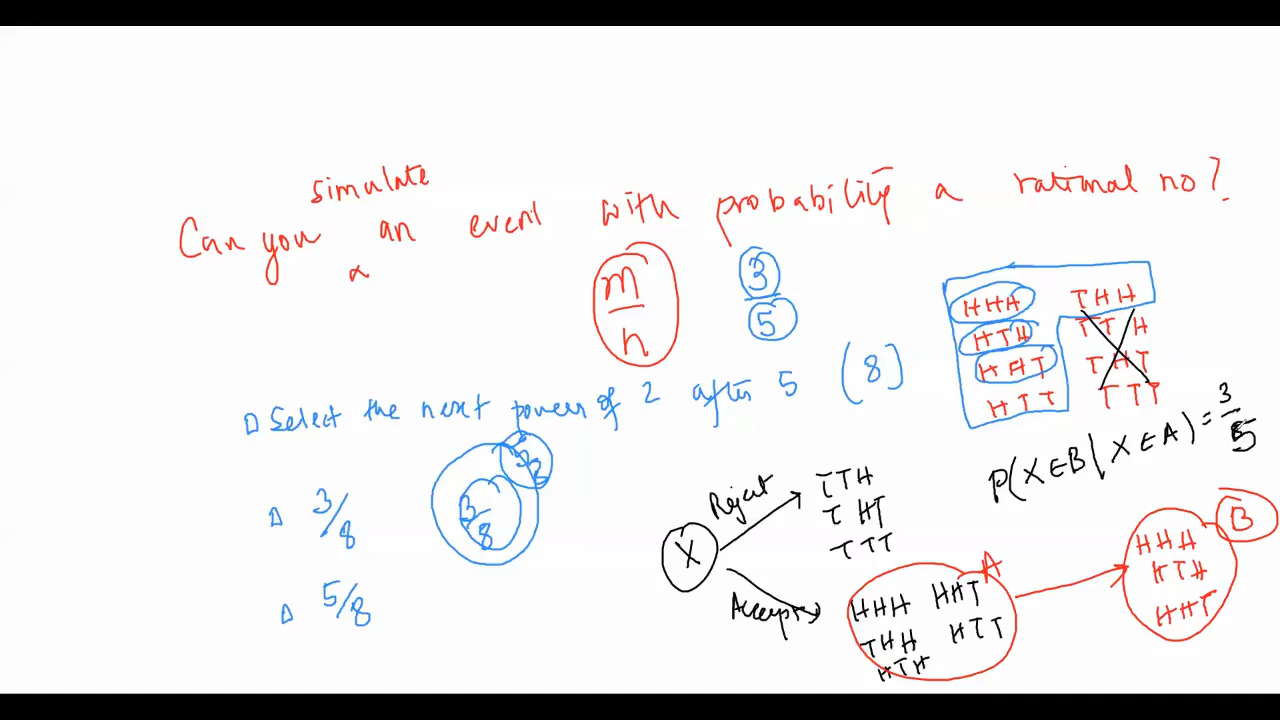 simulate
Can you an event with probability a rational no?
m/n
3/5
HHH THH
HTH TTH
HHT THT
HTT TTT
▯ Select the next power of 2 after 5 (8)
P(X∈B | X∈A) = 3/5
▯ 3/8
3/8
▯ 5/8
X
Reject
TTH
THT
TTT
Accept
A
HHH HHT
THH HTT
HTH
B
HHH
HTH
HHT